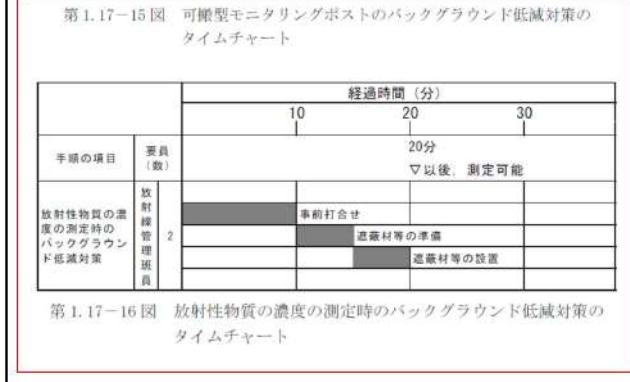 第1.17－15図　可搬型モニタリングポストのバックグラウンド低減対策の
タイムチャート
経過時間（分）
10 20 30
手順の項目
要員
（数）
20分
▽以後，測定可能
放射性物質の濃
度の測定時の
バックグラウン
ド低減対策
放射線管理班員
2
事前打合せ
遮蔽材等の準備
遮蔽材等の設置
第1.17－16図　放射性物質の濃度の測定時のバックグラウンド低減対策の
タイムチャート